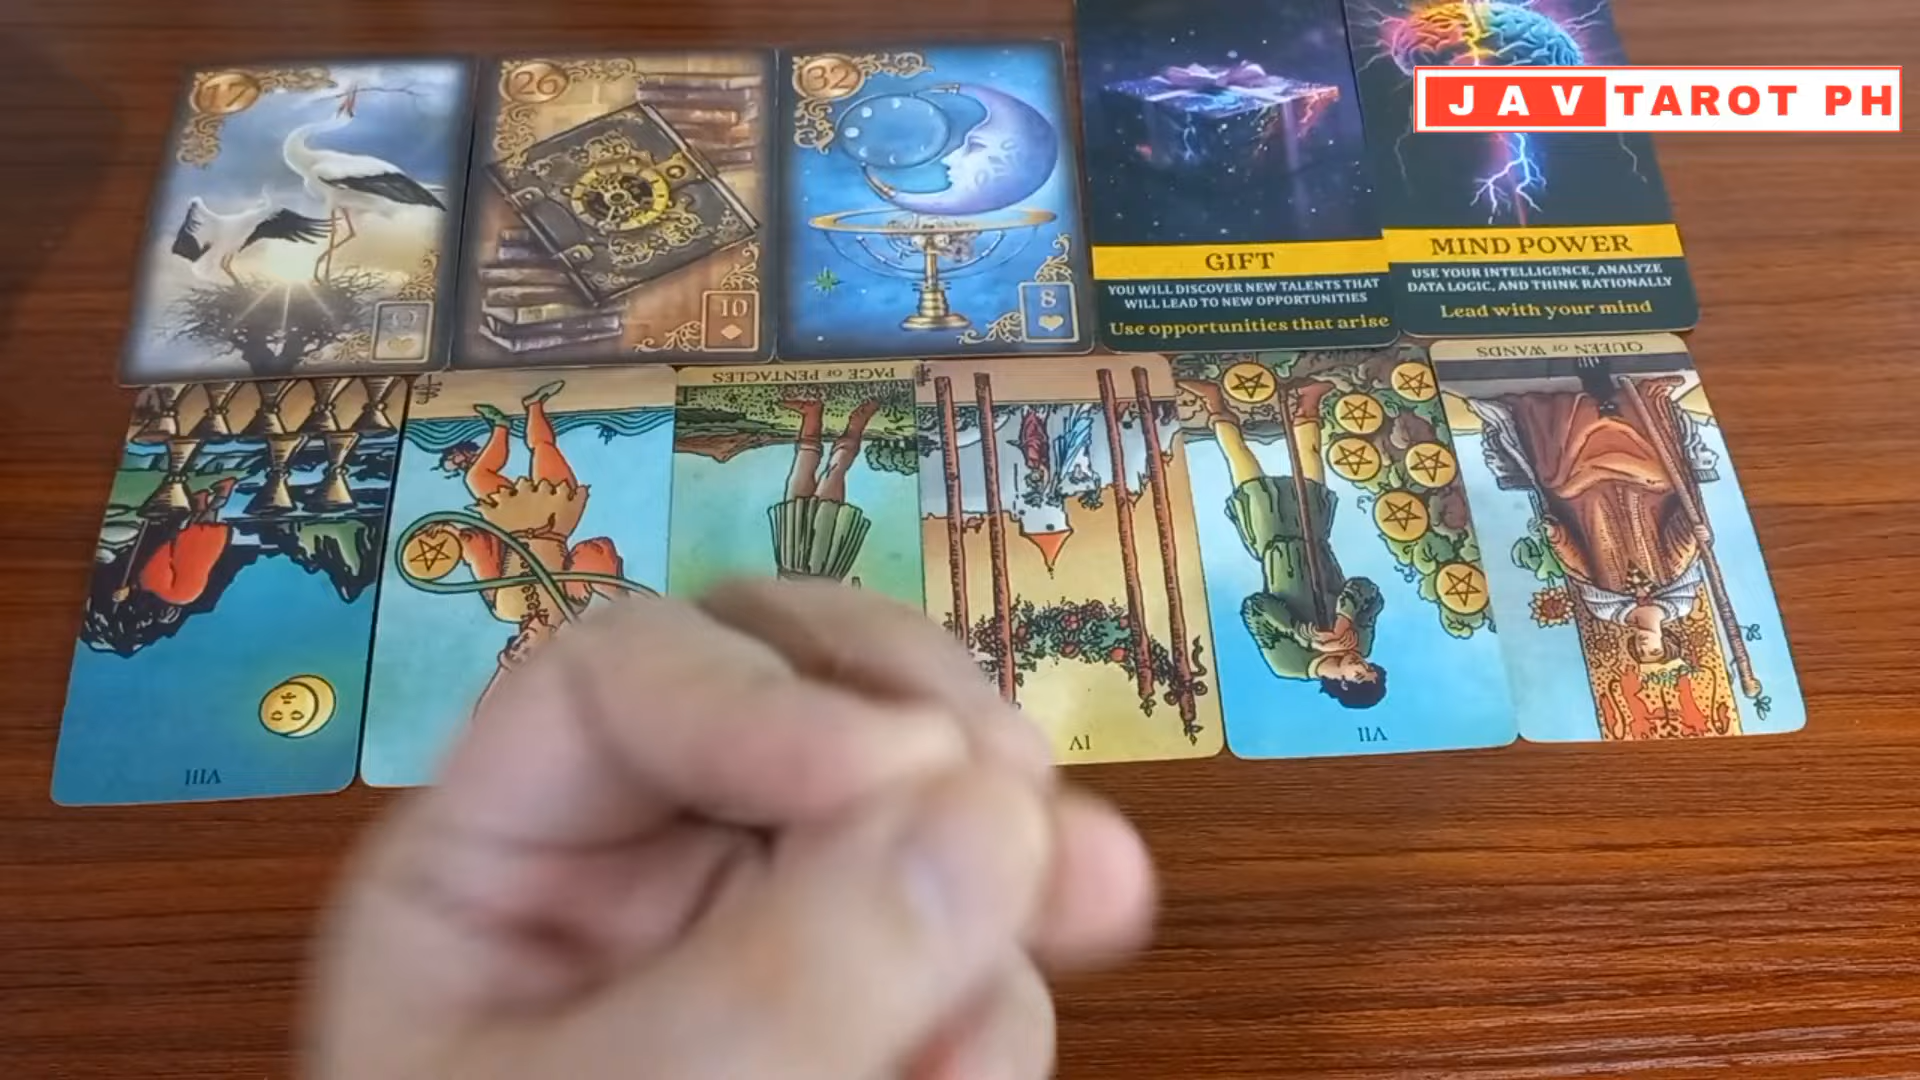 JAV TAROT PH
17
26
32
10
8
GIFT
YOU WILL DISCOVER NEW TALENTS THAT
WILL LEAD TO NEW OPPORTUNITIES
Use opportunities that arise
MIND POWER
USE YOUR INTELLIGENCE, ANALYZE
DATA LOGIC, AND THINK RATIONALLY
Lead with your mind
PAGE OF PENTACLES
QUEEN OF WANDS
VIII
IV
VII